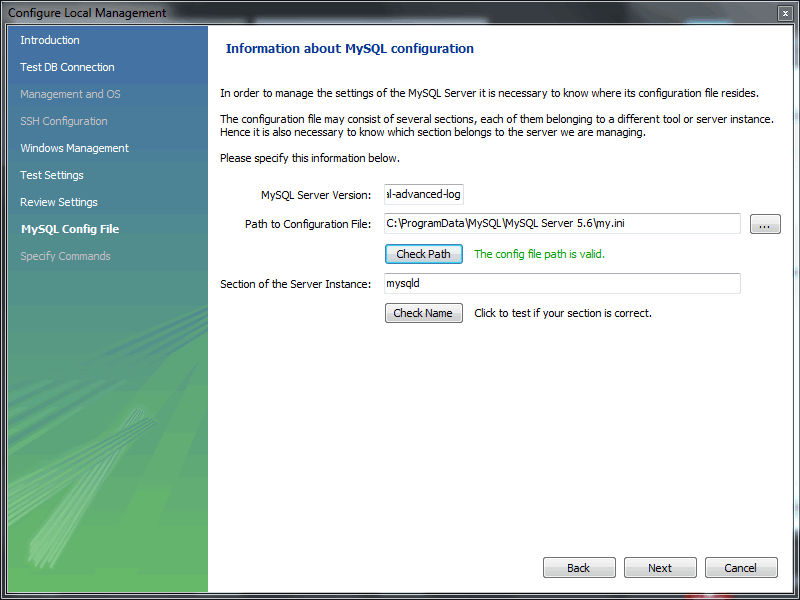 Configure Local Management
Introduction
Test DB Connection
Management and OS
SSH Configuration
Windows Management
Test Settings
Review Settings
MySQL Config File
Specify Commands
Information about MySQL configuration
In order to manage the settings of the MySQL Server it is necessary to know where its configuration file resides.
The configuration file may consist of several sections, each of them belonging to a different tool or server instance.
Hence it is also necessary to know which section belongs to the server we are managing.
Please specify this information below.
MySQL Server Version: al-advanced-log
Path to Configuration File: C:\ProgramData\MySQL\MySQL Server 5.6\my.ini ...
Check Path The config file path is valid.
Section of the Server Instance: mysqld
Check Name Click to test if your section is correct.
Back Next Cancel